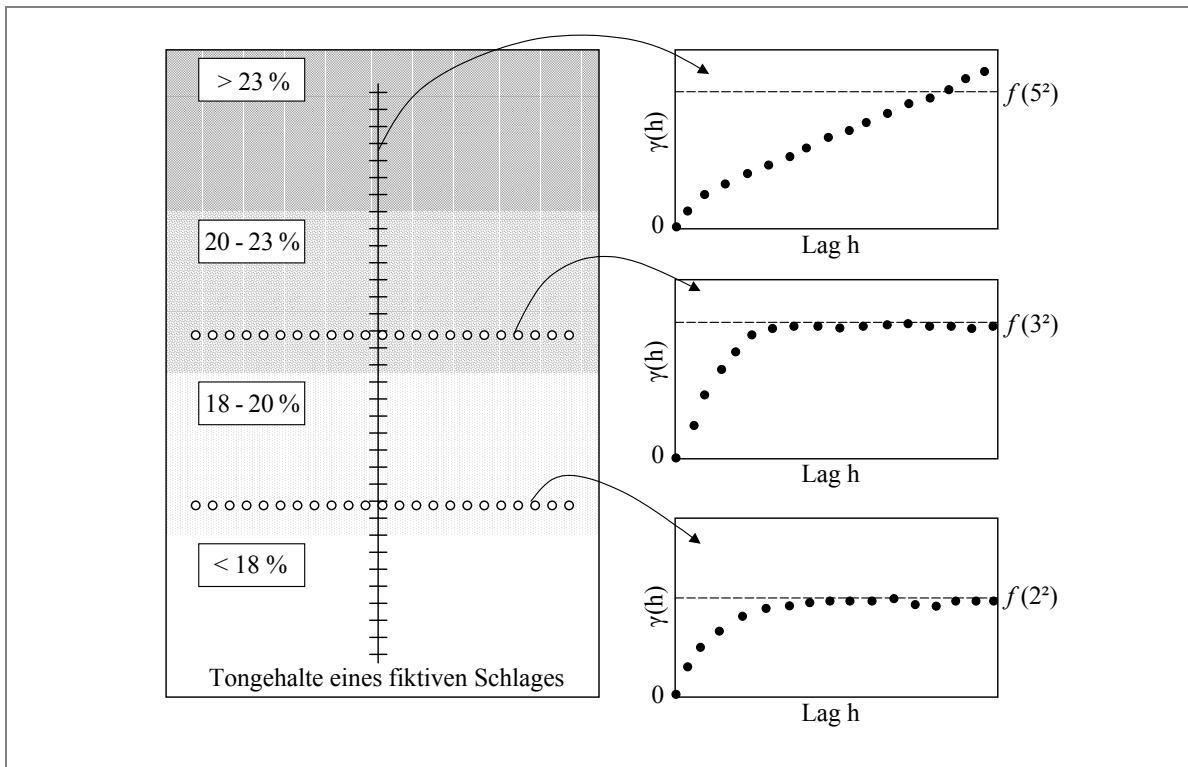 > 23 %
20 - 23 %
18 - 20 %
< 18 %
Tongehalte eines fiktiven Schlages
γ(h)
f (5²)
0
Lag h
γ(h)
f (3²)
0
Lag h
γ(h)
f (2²)
0
Lag h